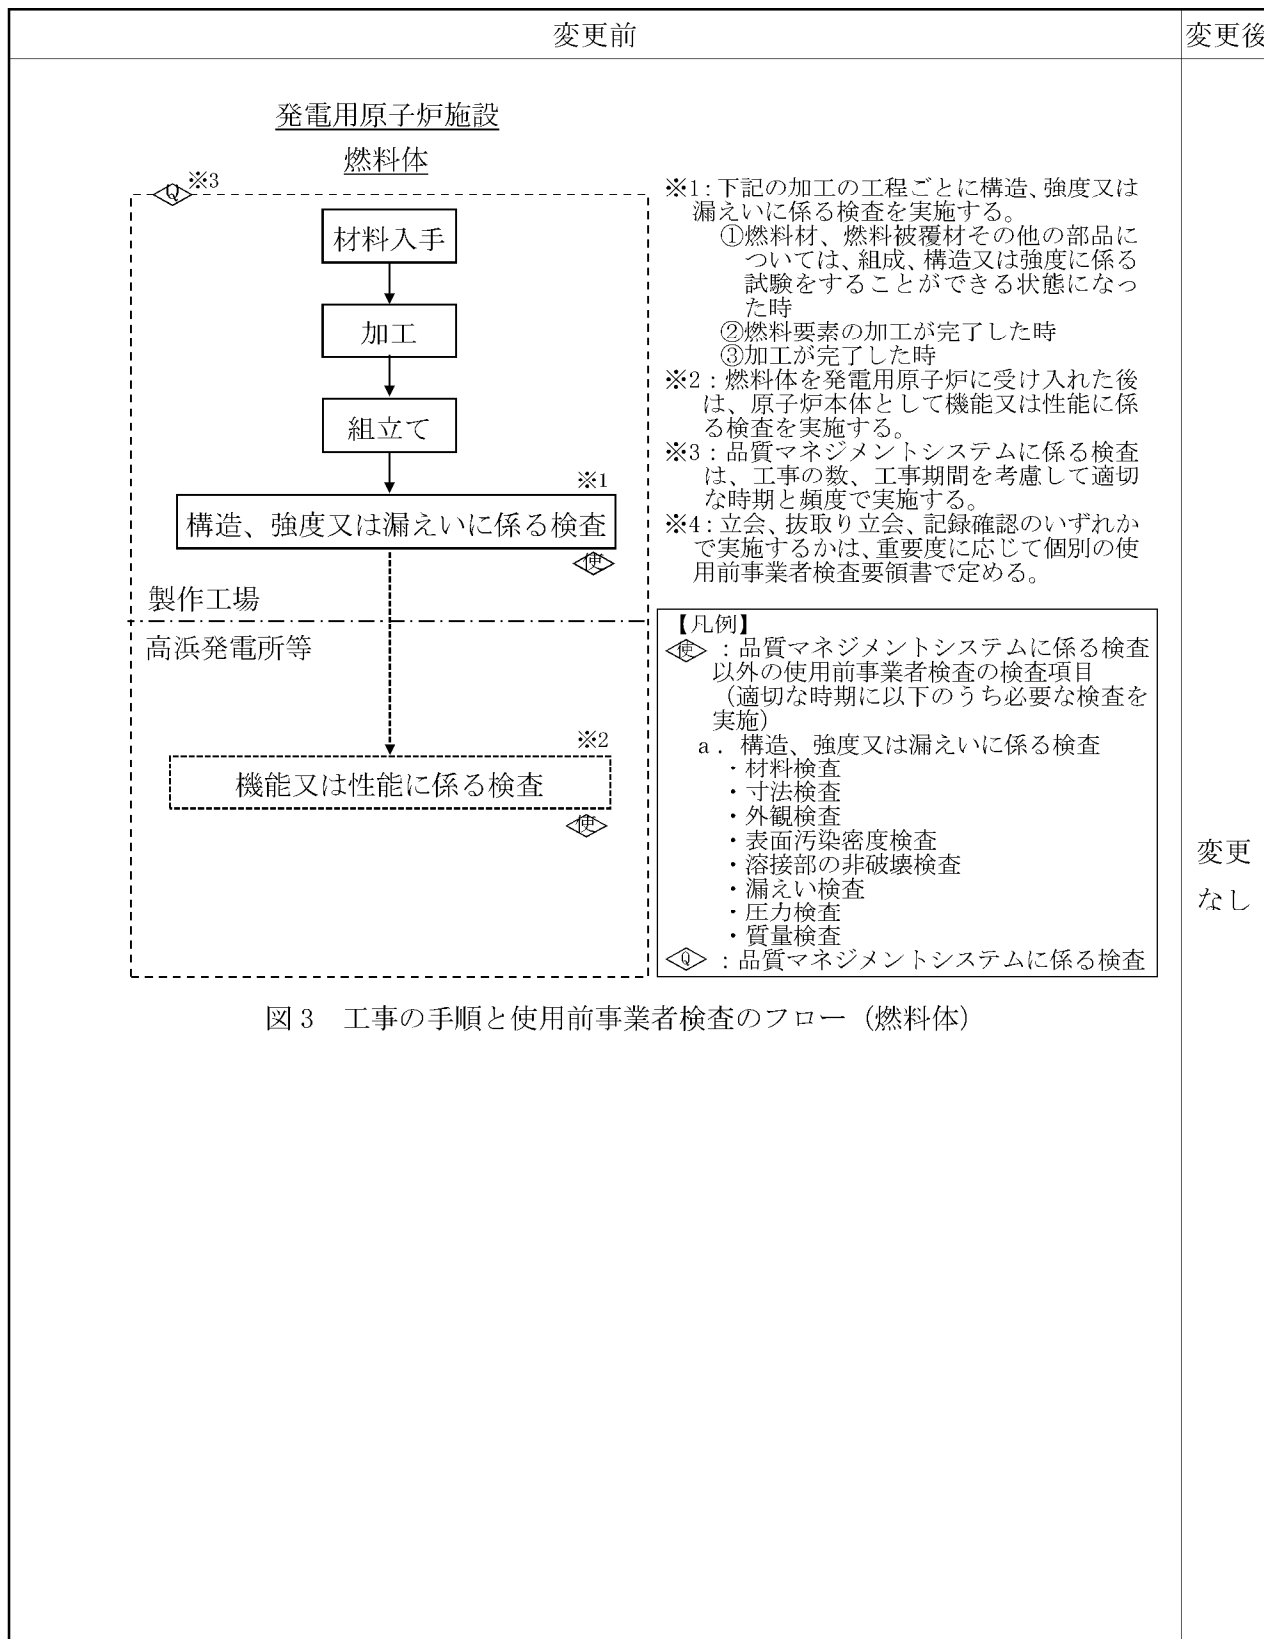 変更前
変更後
発電用原子炉施設
燃料体
Q ※3
材料入手
加工
組立て
※1
構造、強度又は漏えいに係る検査
使
製作工場
高浜発電所等
※2
機能又は性能に係る検査
使
※1：下記の加工の工程ごとに構造、強度又は
漏えいに係る検査を実施する。
①燃料材、燃料被覆材その他の部品に
ついては、組成、構造又は強度に係る
試験をすることができる状態になっ
た時
②燃料要素の加工が完了した時
③加工が完了した時
※2：燃料体を発電用原子炉に受け入れた後
は、原子炉本体として機能又は性能に係
る検査を実施する。
※3：品質マネジメントシステムに係る検査
は、工事の数、工事期間を考慮して適切
な時期と頻度で実施する。
※4：立会、抜取り立会、記録確認のいずれか
で実施するかは、重要度に応じて個別の使
用前事業者検査要領書で定める。
【凡例】
使：品質マネジメントシステムに係る検査
以外の使用前事業者検査の検査項目
（適切な時期に以下のうち必要な検査を
実施）
a．構造、強度又は漏えいに係る検査
・材料検査
・寸法検査
・外観検査
・表面汚染密度検査
・溶接部の非破壊検査
・漏えい検査
・圧力検査
・質量検査
Q：品質マネジメントシステムに係る検査
図3　工事の手順と使用前事業者検査のフロー（燃料体）
変更
なし